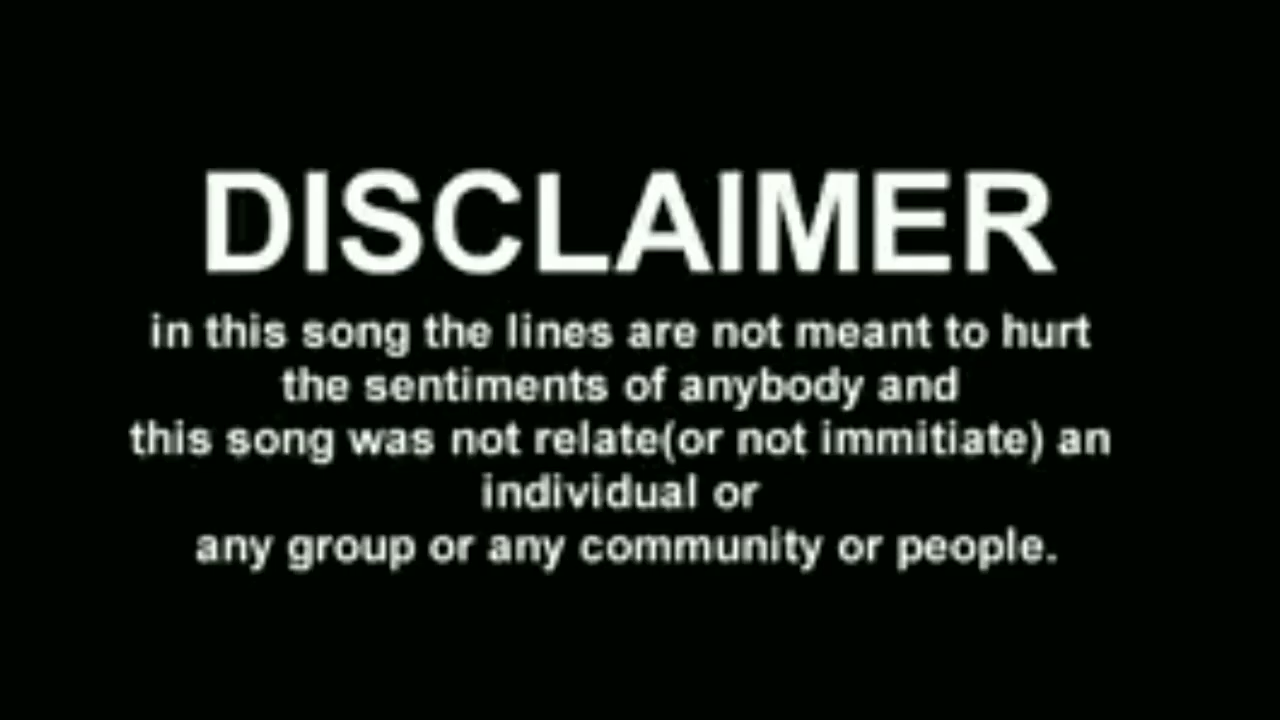 DISCLAIMER
in this song the lines are not meant to hurt
the sentiments of anybody and
this song was not relate(or not immitiate) an
individual or
any group or any community or people.